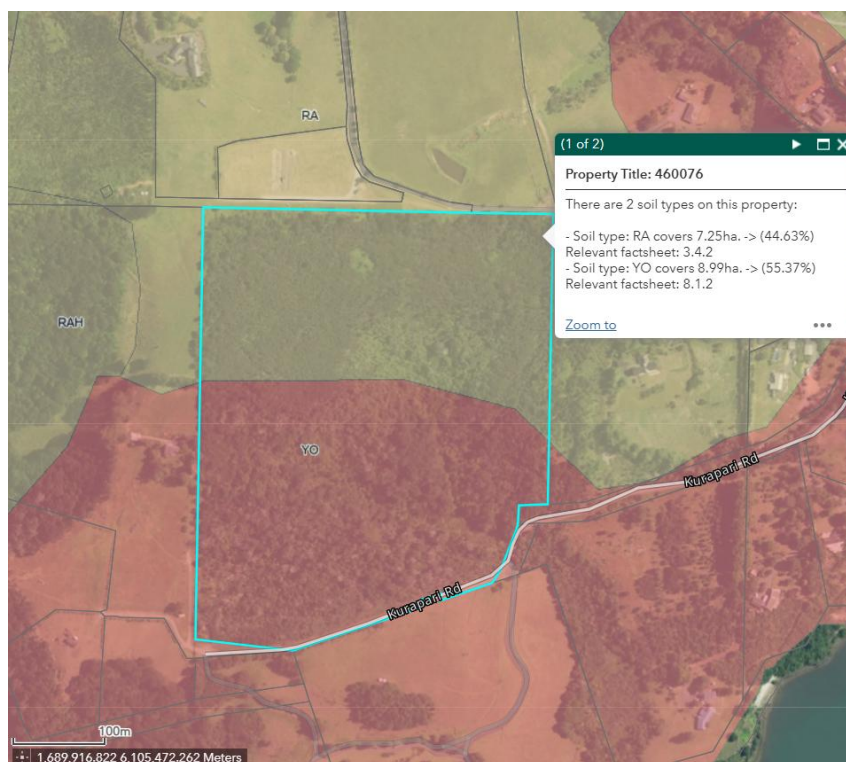 RA
(1 of 2)
Property Title: 460076
There are 2 soil types on this property:
- Soil type: RA covers 7.25ha. -> (44.63%)
Relevant factsheet: 3.4.2
- Soil type: YO covers 8.99ha. -> (55.37%)
Relevant factsheet: 8.1.2
Zoom to
RAH
YO
Kurapari Rd
Kurapari Rd
100m
1,689,916.822 6,105,472.262 Meters